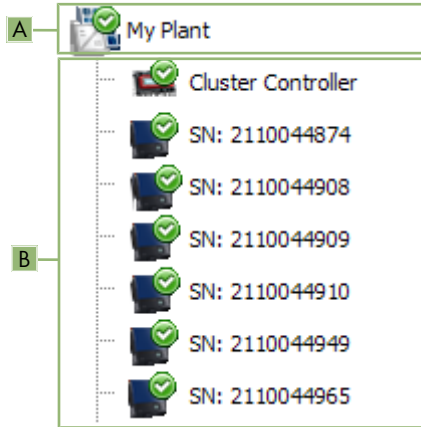 A My Plant
Cluster Controller
SN: 2110044874
SN: 2110044908
SN: 2110044909
B
SN: 2110044910
SN: 2110044949
SN: 2110044965